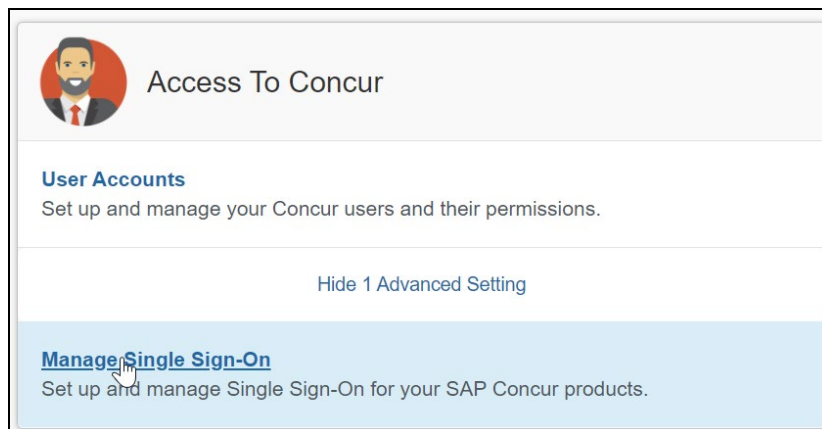 Access To Concur
User Accounts
Set up and manage your Concur users and their permissions.
Hide 1 Advanced Setting
Manage Single Sign-On
Set up and manage Single Sign-On for your SAP Concur products.